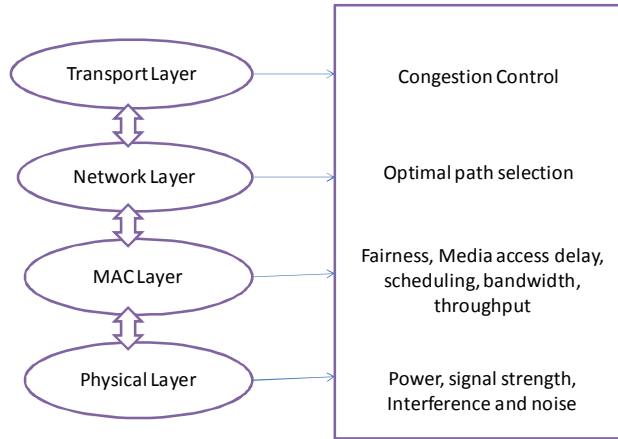 Transport Layer
Congestion Control
Network Layer
Optimal path selection
MAC Layer
Fairness, Media access delay,
scheduling, bandwidth,
throughput
Physical Layer
Power, signal strength,
Interference and noise